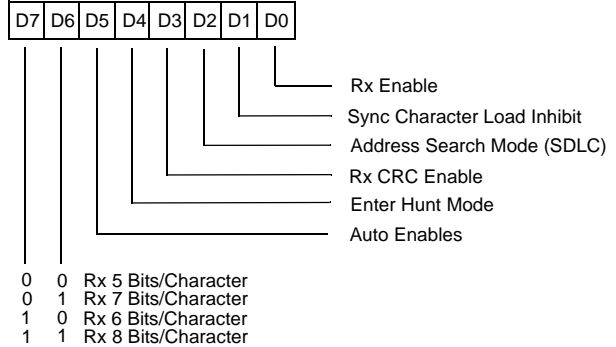 D7 D6 D5 D4 D3 D2 D1 D0
Rx Enable
Sync Character Load Inhibit
Address Search Mode (SDLC)
Rx CRC Enable
Enter Hunt Mode
Auto Enables
0 0 Rx 5 Bits/Character
0 1 Rx 7 Bits/Character
1 0 Rx 6 Bits/Character
1 1 Rx 8 Bits/Character